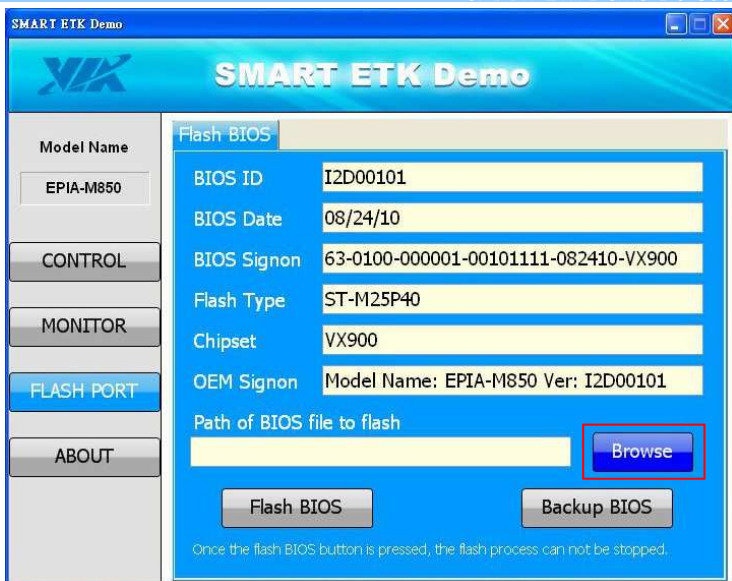 SMART ETK Demo
VIA
SMART ETK Demo
Model Name
EPIA-M850
CONTROL
MONITOR
FLASH PORT
ABOUT
Flash BIOS
BIOS ID
I2D00101
BIOS Date
08/24/10
BIOS Signon
63-0100-000001-00101111-082410-VX900
Flash Type
ST-M25P40
Chipset
VX900
OEM Signon
Model Name: EPIA-M850 Ver: I2D00101
Path of BIOS file to flash
Browse
Flash BIOS
Backup BIOS
Once the flash BIOS button is pressed, the flash process can not be stopped.